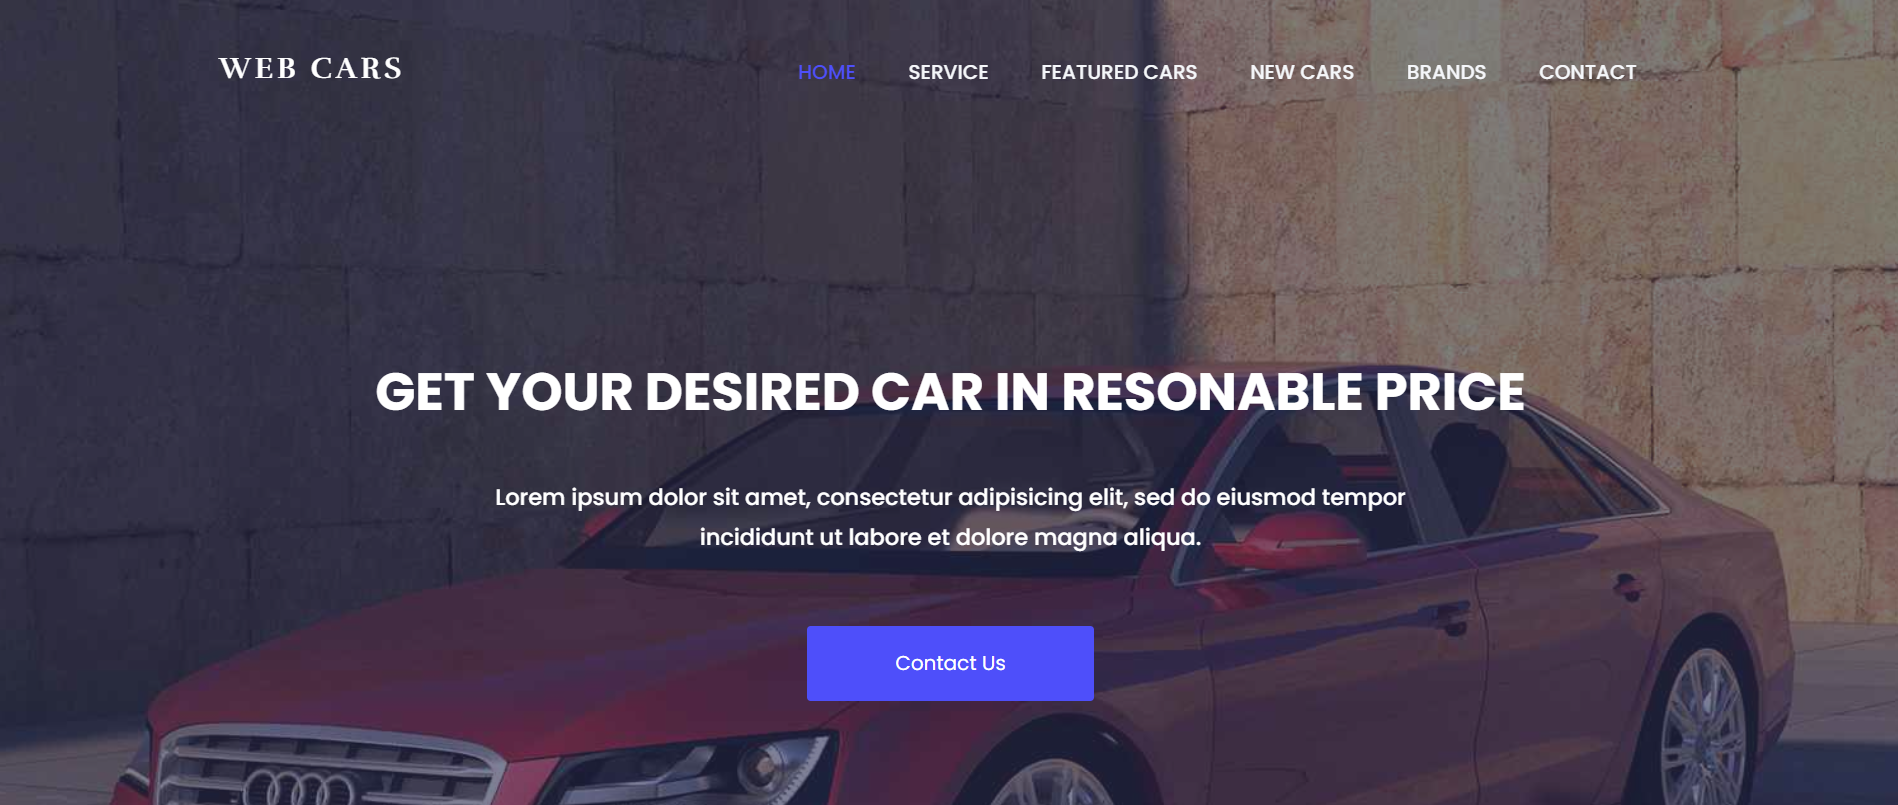 WEB CARS
HOME SERVICE FEATURED CARS NEW CARS BRANDS CONTACT
GET YOUR DESIRED CAR IN RESONABLE PRICE
Lorem ipsum dolor sit amet, consectetur adipisicing elit, sed do eiusmod tempor
incididunt ut labore et dolore magna aliqua.
Contact Us